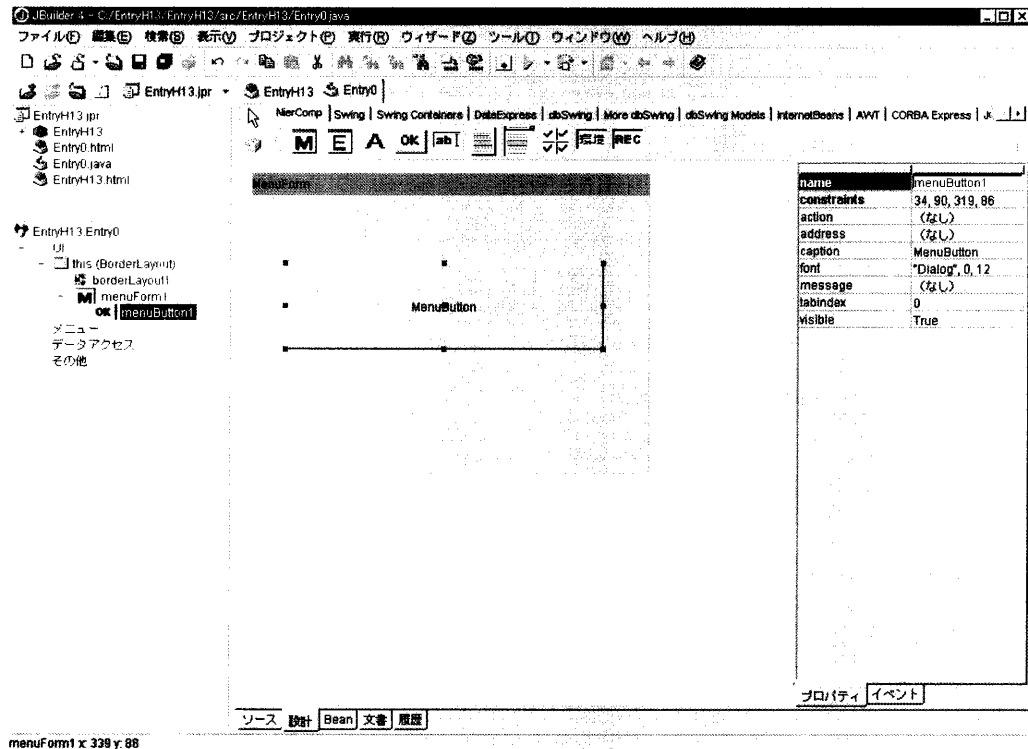 JBuilder 4 - C:/EntryH13/EntryH13/src/EntryH13/Entry0.java
ファイル(F) 編集(E) 検索(S) 表示(V) プロジェクト(P) 実行(R) ウィザード(Z) ツール(T) ウィンドウ(W) ヘルプ(H)
EntryH13.jpr EntryH13 Entry0
EntryH13.jpr
EntryH13
Entry0.html
Entry0.java
EntryH13.html
NierComp Swing Swing Containers DataExpress dbSwing More dbSwing dbSwing Models InternetBeans AWT CORBA Express
M E A OK ab REC
MenuForm
MenuButton
EntryH13.Entry0
UI
this (BorderLayout)
borderLayout1
M menuForm1
OK menuButton1
メニュー
データアクセス
その他
name menuButton1
constraints 34, 90, 319, 86
action (なし)
address (なし)
caption MenuButton
font "Dialog", 0, 12
message (なし)
tabindex 0
visible True
プロパティ イベント
ソース 設計 Bean 文書 履歴
menuForm1 x: 339 y: 88